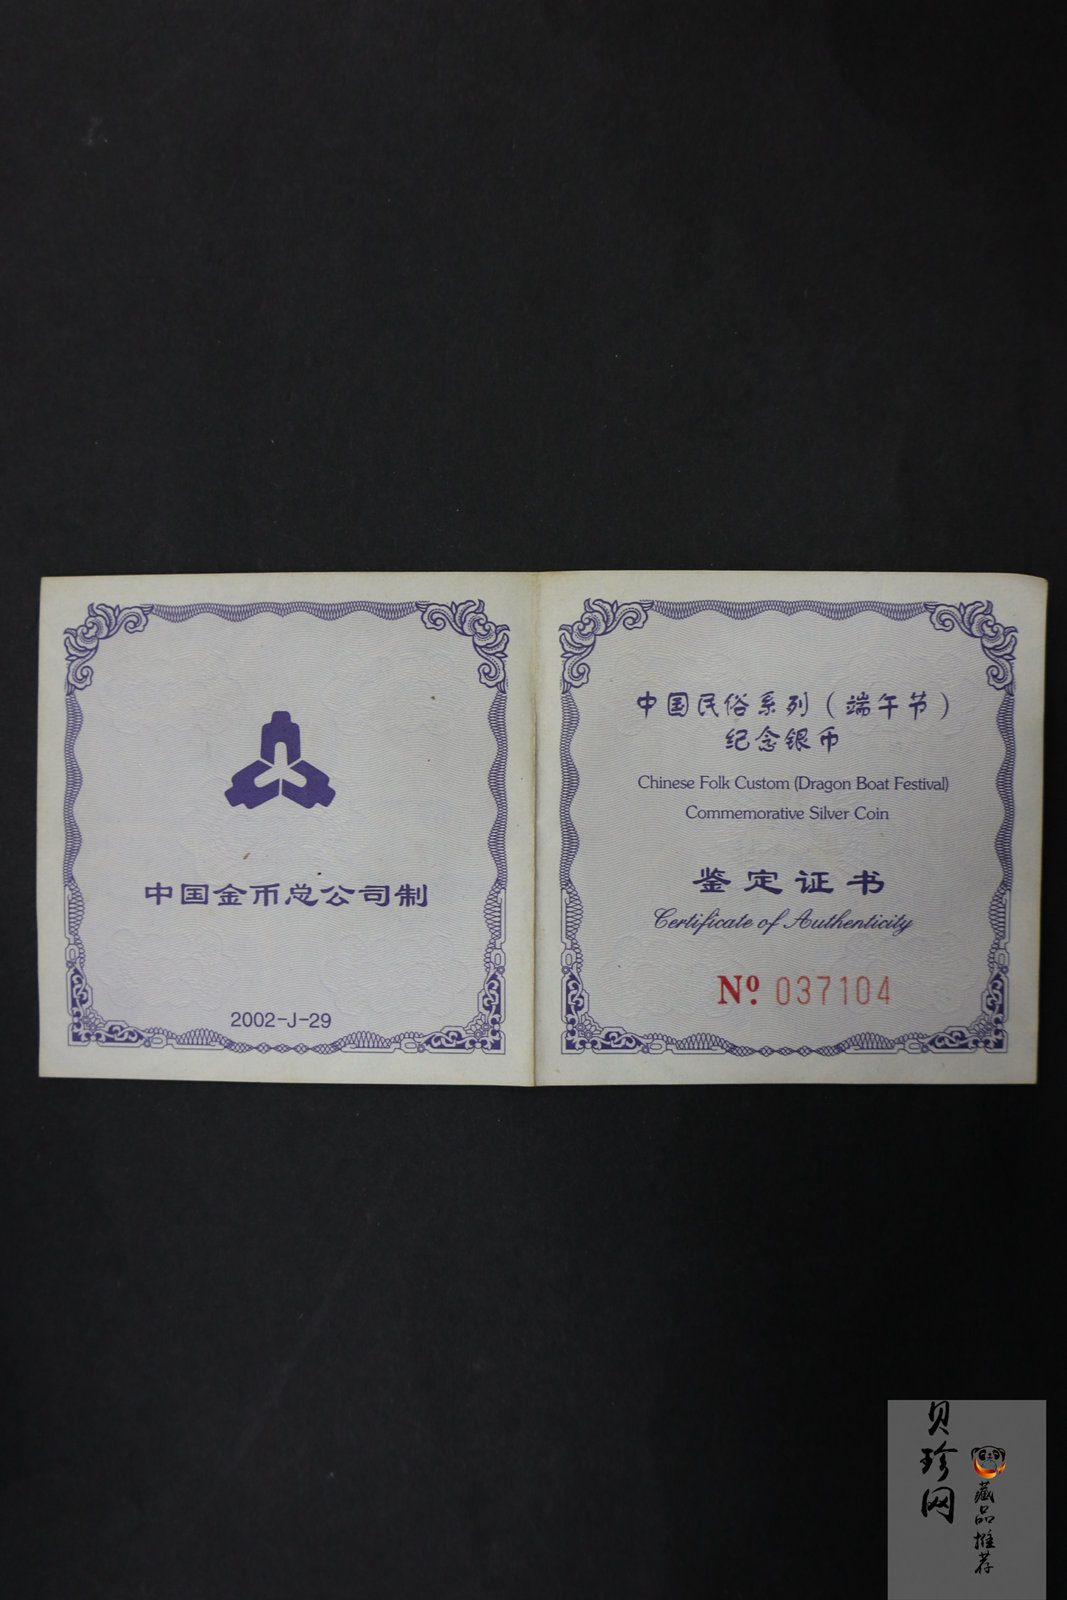 中国金币总公司制
2002-J-29
中国民俗系列（端午节）
纪念银币
Chinese Folk Custom (Dragon Boat Festival)
Commemorative Silver Coin
鉴定证书
Certificate of Authenticity
Nº. 037104
贝珍网
藏品推荐